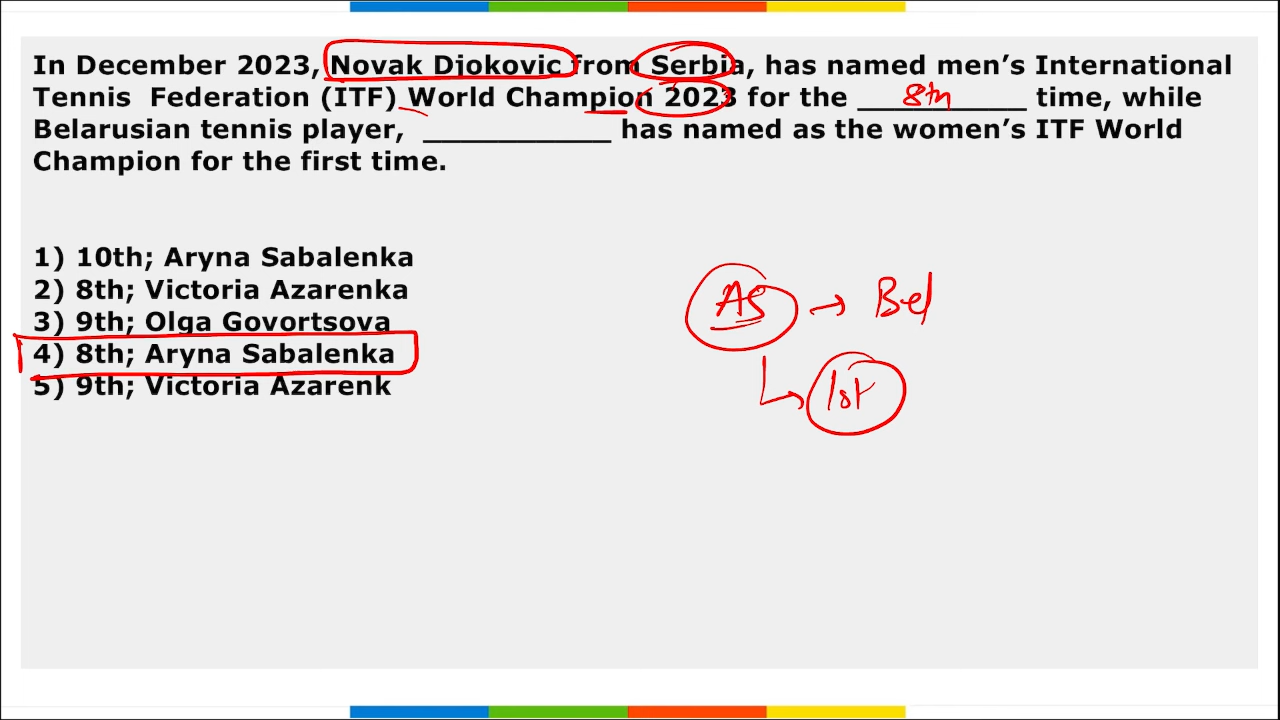 In December 2023, Novak Djokovic from Serbia, has named men’s International
Tennis Federation (ITF) World Champion 2023 for the ____8th____ time, while
Belarusian tennis player, ____________ has named as the women’s ITF World
Champion for the first time.
1) 10th; Aryna Sabalenka
2) 8th; Victoria Azarenka
3) 9th; Olga Govortsova
4) 8th; Aryna Sabalenka
5) 9th; Victoria Azarenk
AS → Bel
1st